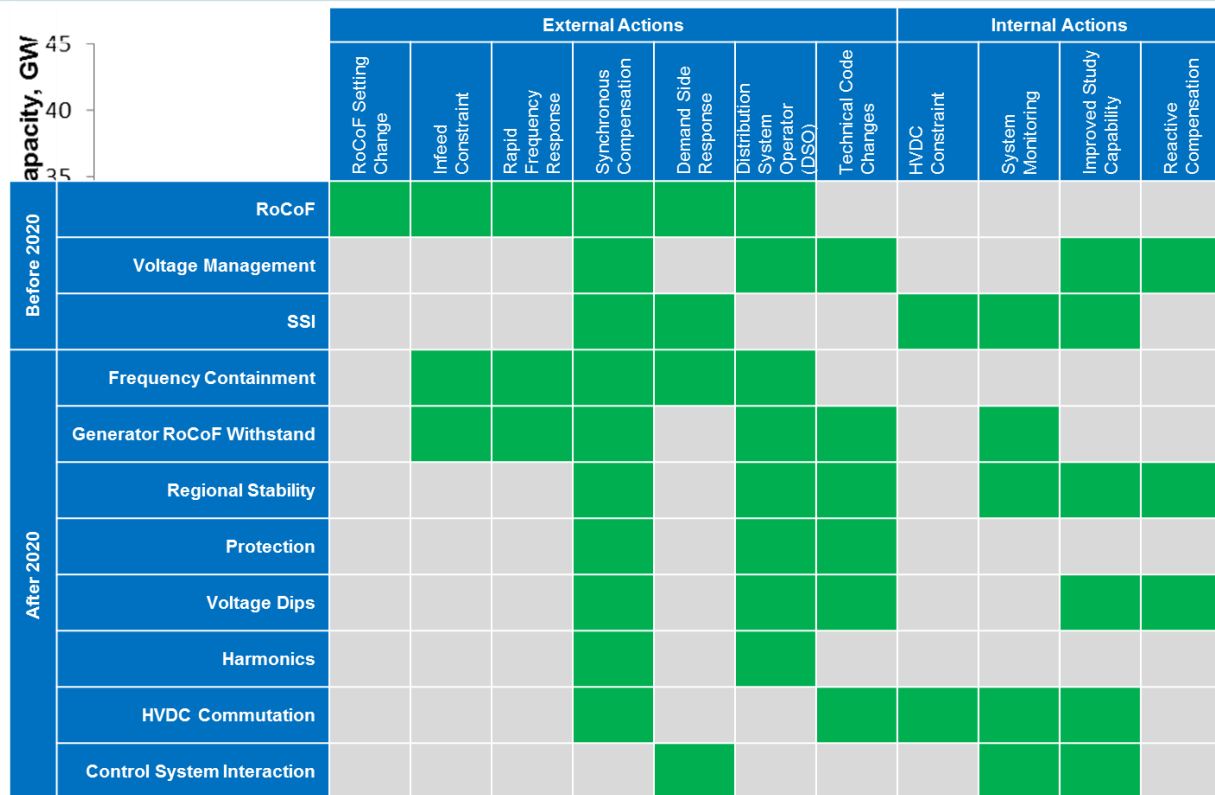 External Actions
Internal Actions
RoCoF Setting
Change
Infeed
Constraint
Rapid
Frequency
Response
Synchronous
Compensation
Demand Side
Response
Distribution
System
Operator
(DSO)
Technical Code
Changes
HVDC
Constraint
System
Monitoring
Improved Study
Capability
Reactive
Compensation
apacity, GW
45
40
35
Before 2020
RoCoF
Voltage Management
SSI
After 2020
Frequency Containment
Generator RoCoF Withstand
Regional Stability
Protection
Voltage Dips
Harmonics
HVDC Commutation
Control System Interaction